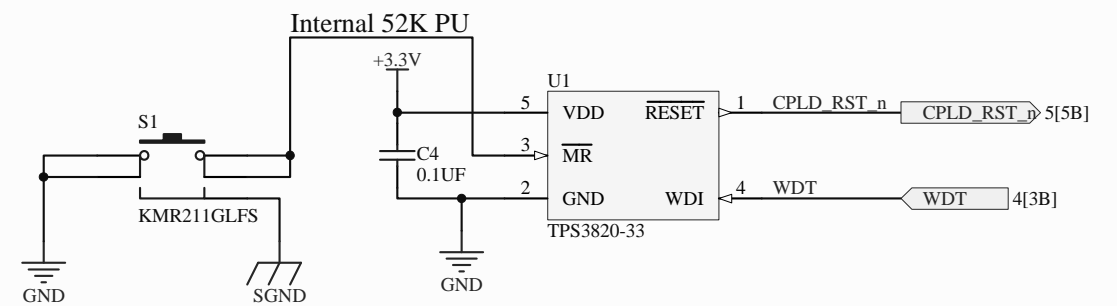 Internal 52K PU
+3.3V
U1
5 VDD RESET 1 CPLD_RST_n CPLD_RST_n 5[5B]
S1
3 MR
C4
0.1UF
2 GND WDI 4 WDT WDT 4[3B]
KMR211GLFS
TPS3820-33
GND SGND GND